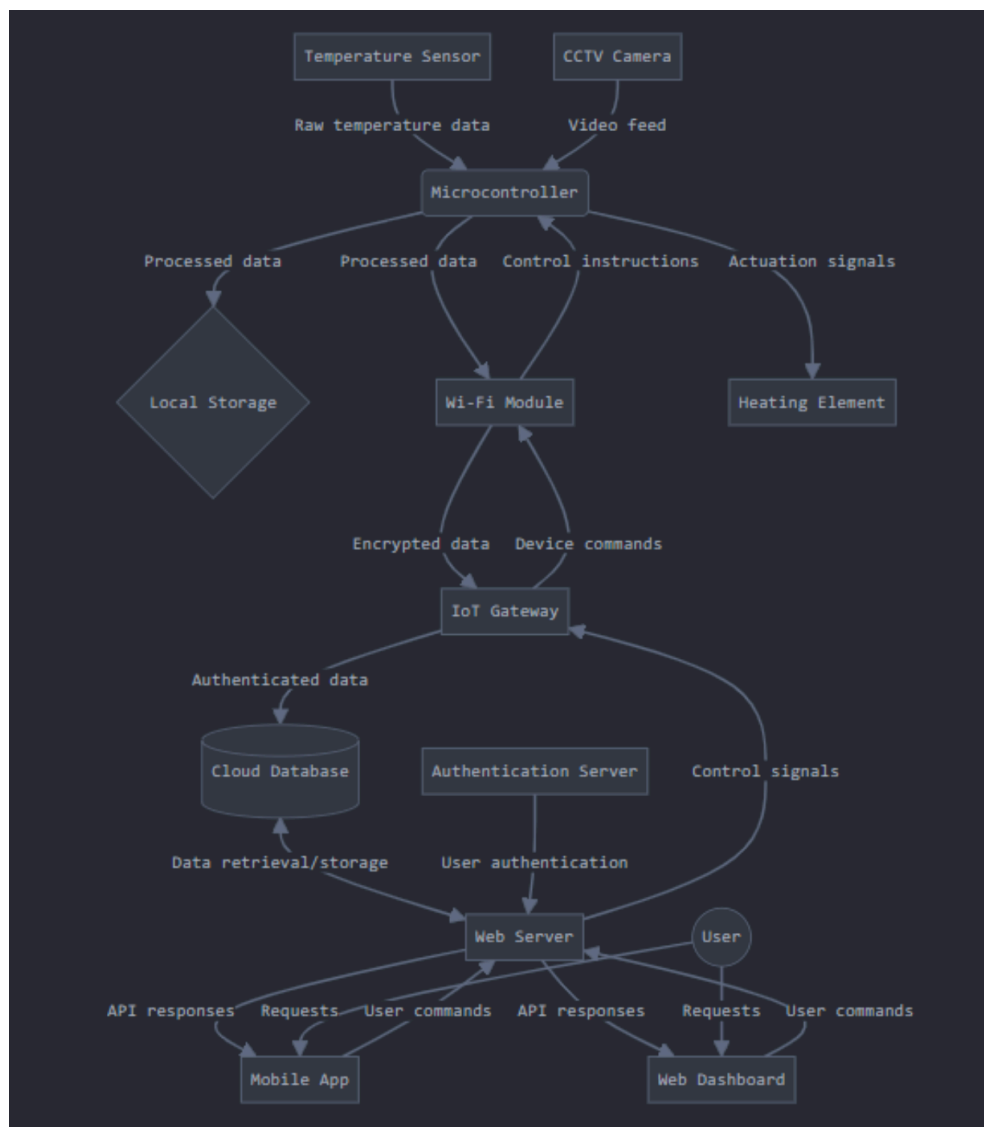 Temperature Sensor
CCTV Camera
Raw temperature data
Video feed
Microcontroller
Processed data
Processed data
Control instructions
Actuation signals
Local Storage
Wi-Fi Module
Heating Element
Encrypted data
Device commands
IoT Gateway
Authenticated data
Cloud Database
Authentication Server
Control signals
Data retrieval/storage
User authentication
Web Server
User
API responses
Requests
User commands
API responses
Requests
User commands
Mobile App
Web Dashboard